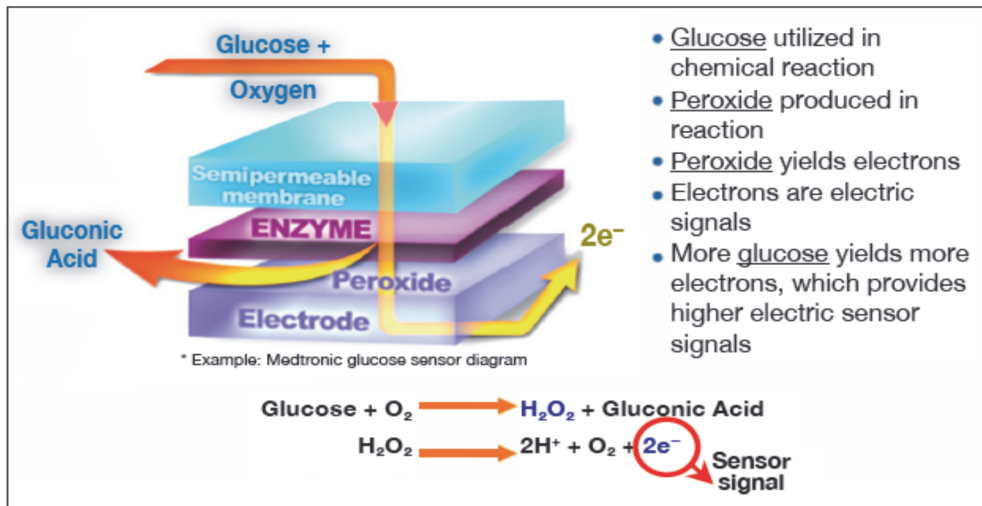 Glucose +
Oxygen
Semipermeable
membrane
ENZYME
Gluconic
Acid
Peroxide
Electrode
2e⁻
* Example: Medtronic glucose sensor diagram
• Glucose utilized in
chemical reaction
• Peroxide produced in
reaction
• Peroxide yields electrons
• Electrons are electric
signals
• More glucose yields more
electrons, which provides
higher electric sensor
signals
Glucose + O₂ → H₂O₂ + Gluconic Acid
H₂O₂ → 2H⁺ + O₂ + 2e⁻
Sensor
signal